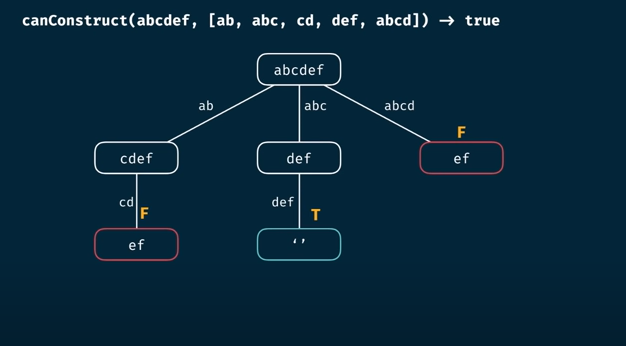 canConstruct(abcdef, [ab, abc, cd, def, abcd]) → true
abcdef
ab
abc
abcd
F
cdef
def
ef
cd
F
def
T
ef
‘’